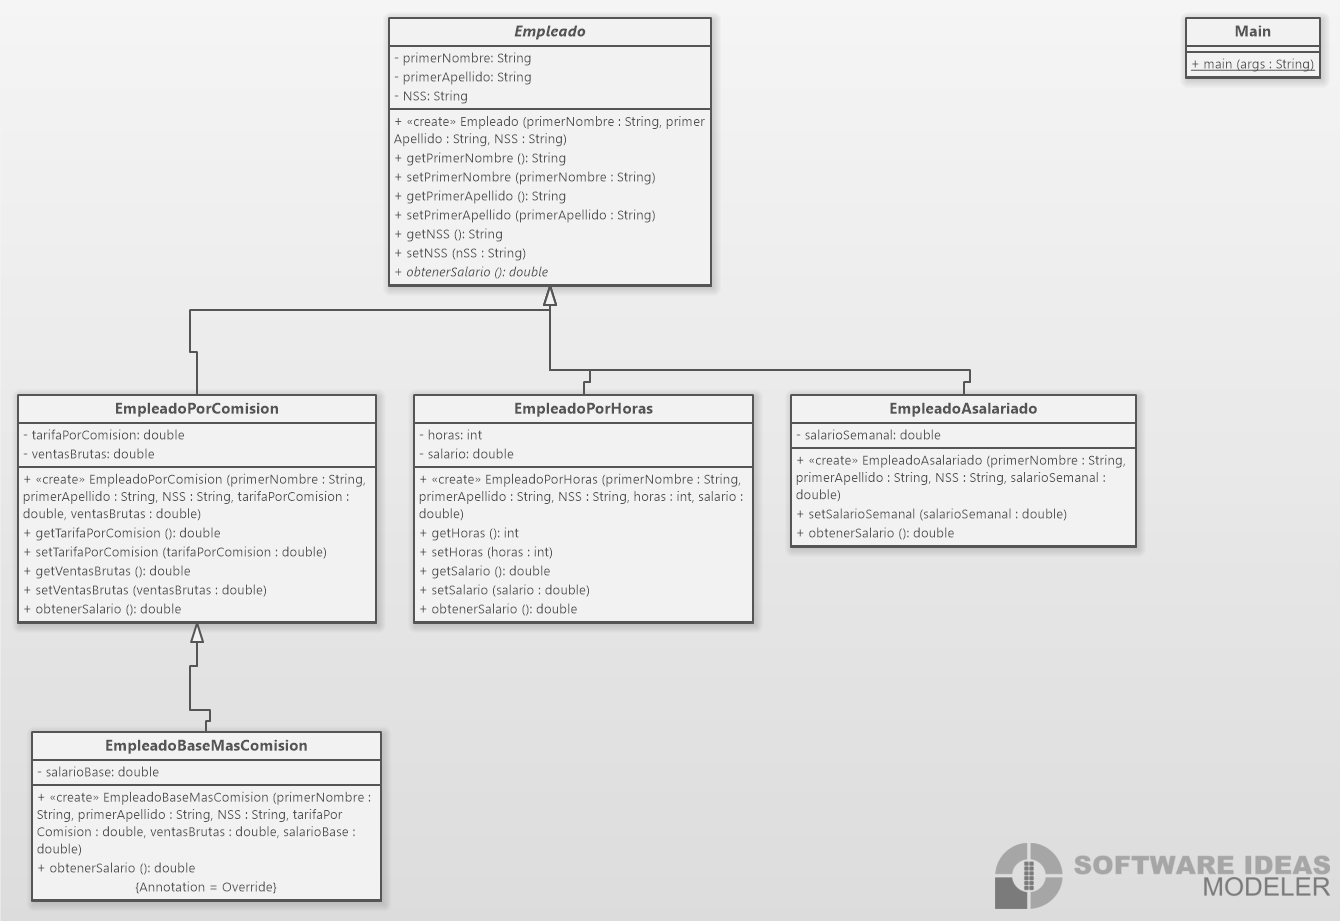 Empleado
- primerNombre: String
- primerApellido: String
- NSS: String
+ «create» Empleado (primerNombre : String, primer
Apellido : String, NSS : String)
+ getPrimerNombre (): String
+ setPrimerNombre (primerNombre : String)
+ getPrimerApellido (): String
+ setPrimerApellido (primerApellido : String)
+ getNSS (): String
+ setNSS (nSS : String)
+ obtenerSalario (): double
Main
+ main (args : String)
EmpleadoPorComision
- tarifaPorComision: double
- ventasBrutas: double
+ «create» EmpleadoPorComision (primerNombre : String,
primerApellido : String, NSS : String, tarifaPorComision :
double, ventasBrutas : double)
+ getTarifaPorComision (): double
+ setTarifaPorComision (tarifaPorComision : double)
+ getVentasBrutas (): double
+ setVentasBrutas (ventasBrutas : double)
+ obtenerSalario (): double
EmpleadoPorHoras
- horas: int
- salario: double
+ «create» EmpleadoPorHoras (primerNombre : String,
primerApellido : String, NSS : String, horas : int, salario :
double)
+ getHoras (): int
+ setHoras (horas : int)
+ getSalario (): double
+ setSalario (salario : double)
+ obtenerSalario (): double
EmpleadoAsalariado
- salarioSemanal: double
+ «create» EmpleadoAsalariado (primerNombre : String,
primerApellido : String, NSS : String, salarioSemanal :
double)
+ setSalarioSemanal (salarioSemanal : double)
+ obtenerSalario (): double
EmpleadoBaseMasComision
- salarioBase: double
+ «create» EmpleadoBaseMasComision (primerNombre :
String, primerApellido : String, NSS : String, tarifaPor
Comision : double, ventasBrutas : double, salarioBase :
double)
+ obtenerSalario (): double
{Annotation = Override}
SOFTWARE IDEAS
MODELER